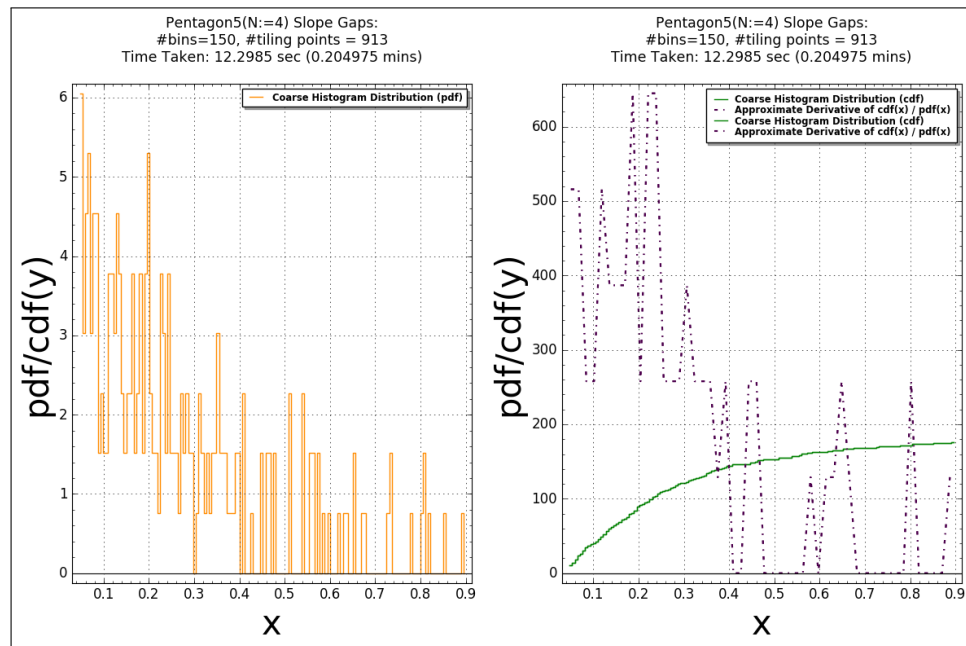 Pentagon5(N:=4) Slope Gaps:
#bins=150, #tiling points = 913
Time Taken: 12.2985 sec (0.204975 mins)
Coarse Histogram Distribution (pdf)
pdf/cdf(y)
6
5
4
3
2
1
0
0.1 0.2 0.3 0.4 0.5 0.6 0.7 0.8 0.9
x
Pentagon5(N:=4) Slope Gaps:
#bins=150, #tiling points = 913
Time Taken: 12.2985 sec (0.204975 mins)
Coarse Histogram Distribution (cdf)
Approximate Derivative of cdf(x) / pdf(x)
Coarse Histogram Distribution (cdf)
Approximate Derivative of cdf(x) / pdf(x)
pdf/cdf(y)
600
500
400
300
200
100
0
0.1 0.2 0.3 0.4 0.5 0.6 0.7 0.8 0.9
x